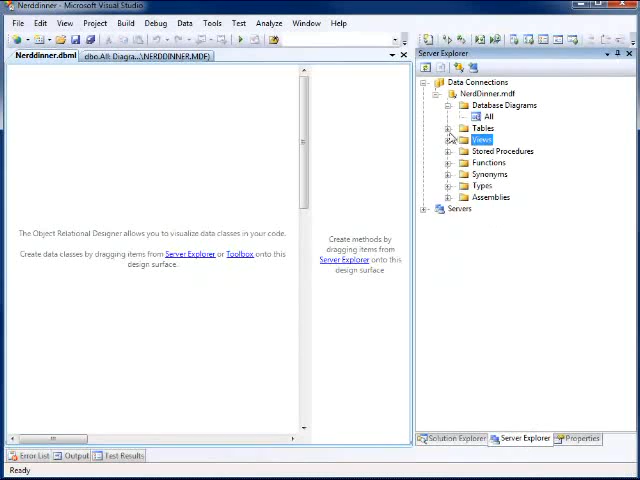 Nerddinner - Microsoft Visual Studio
File Edit View Project Build Debug Data Tools Test Analyze Window Help
Nerddinner.dbml dbo.All: Diagra...\NERDDINNER.MDF)
Server Explorer
Data Connections
NerdDinner.mdf
Database Diagrams
All
Tables
Views
Stored Procedures
Functions
Synonyms
Types
Assemblies
Servers
The Object Relational Designer allows you to visualize data classes in your code.
Create data classes by dragging items from Server Explorer or Toolbox onto this
design surface.
Create methods by
dragging items from
Server Explorer onto this
design surface
Solution Explorer Server Explorer Properties
Error List Output Test Results
Ready